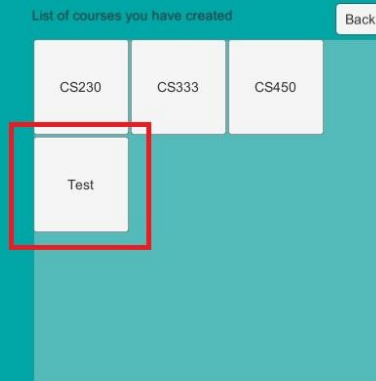 List of courses you have created
Back
CS230 CS333 CS450
Test